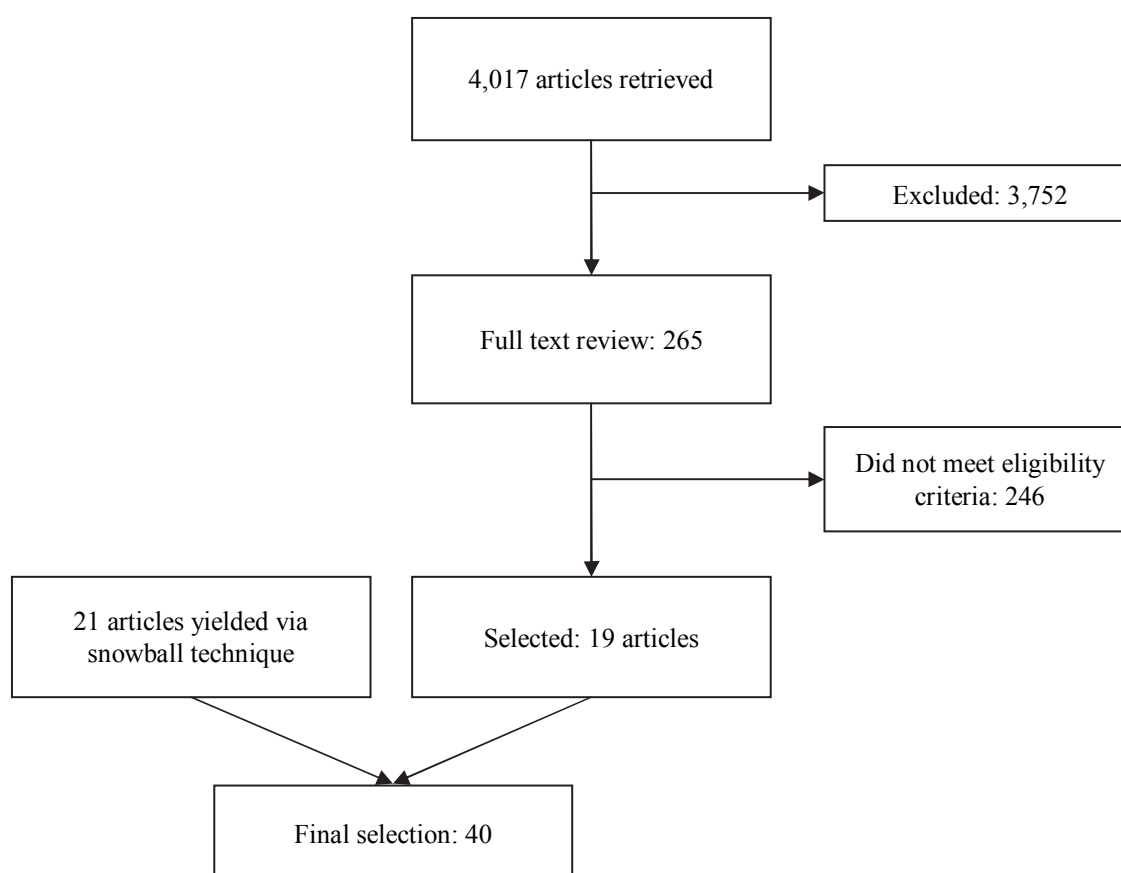 4,017 articles retrieved
Excluded: 3,752
Full text review: 265
Did not meet eligibility
criteria: 246
21 articles yielded via
snowball technique
Selected: 19 articles
Final selection: 40